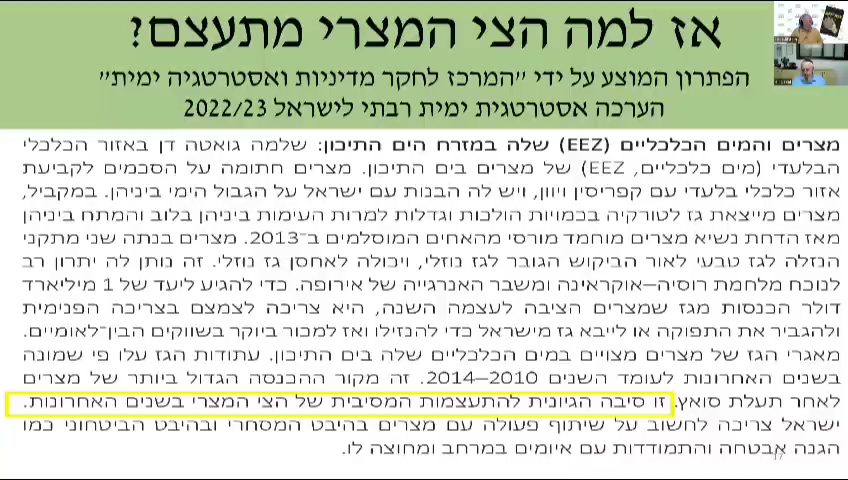 אז למה הצי המצרי מתעצם?
הפתרון המוצע על ידי "המרכז לחקר מדיניות ואסטרטגיה ימית"
הערכה אסטרטגית ימית רבתי לישראל 2022/23
מצרים והמים הכלכליים (EEZ) שלה במזרח הים התיכון: שלמה גואטה דן באזור הכלכלי
הבלעדי (מים כלכליים, EEZ) של מצרים בים התיכון. מצרים חתומה על הסכמים לקביעת
אזור כלכלי בלעדי עם קפריסין ויוון, ויש לה הבנות עם ישראל על הגבול הימי ביניהן. במקביל,
מצרים מייצאת גז לטורקיה בכמויות הולכות וגדלות למרות העימות ביניהן בלוב והמתח ביניהן
מאז הדחת נשיא מצרים מוחמד מורסי מהאחים המוסלמים ב־2013. מצרים בנתה שני מתקני
הנזלה לגז טבעי לאור הביקוש הגובר לגז נוזלי, ויכולה לאחסן גז נוזלי. זה נותן לה יתרון רב
לנוכח מלחמת רוסיה–אוקראינה ומשבר האנרגייה של אירופה. כדי להגיע ליעד של 1 מיליארד
דולר הכנסות מגז שמצרים הציבה לעצמה השנה, היא צריכה לצמצם בצריכה הפנימית
ולהגביר את התפוקה או לייבא גז מישראל כדי להנזילו ואז למכור ביוקר בשווקים הבין־לאומיים.
מאגרי הגז של מצרים מצויים במים הכלכליים שלה בים התיכון. עתודות הגז עלו פי שמונה
בשנים האחרונות לעומת השנים 2010–2014. זה מקור ההכנסה הגדול ביותר של מצרים
לאחר תעלת סואץ. זו סיבה הגיונית להתעצמות המסיבית של הצי המצרי בשנים האחרונות.
ישראל צריכה לחשוב על שיתוף פעולה עם מצרים בהיבט המסחרי ובהיבט הביטחוני כמו
הגנה אבטחה והתמודדות עם איומים במרחב ומחוצה לו.
17